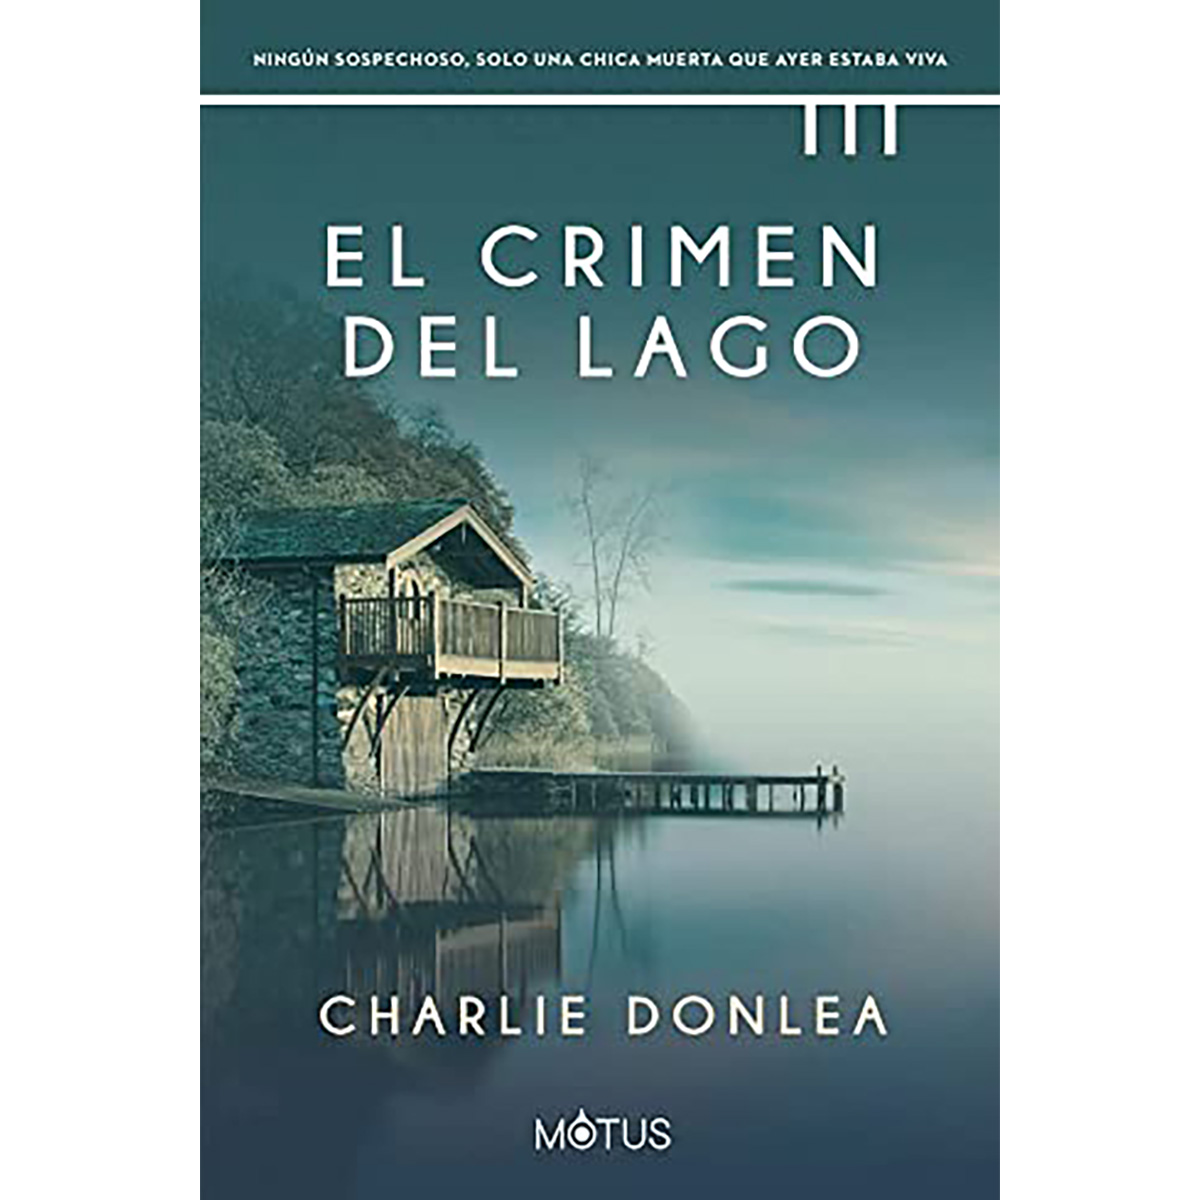 NINGÚN SOSPECHOSO, SOLO UNA CHICA MUERTA QUE AYER ESTABA VIVA
EL CRIMEN
DEL LAGO
CHARLIE DONLEA
MOTUS